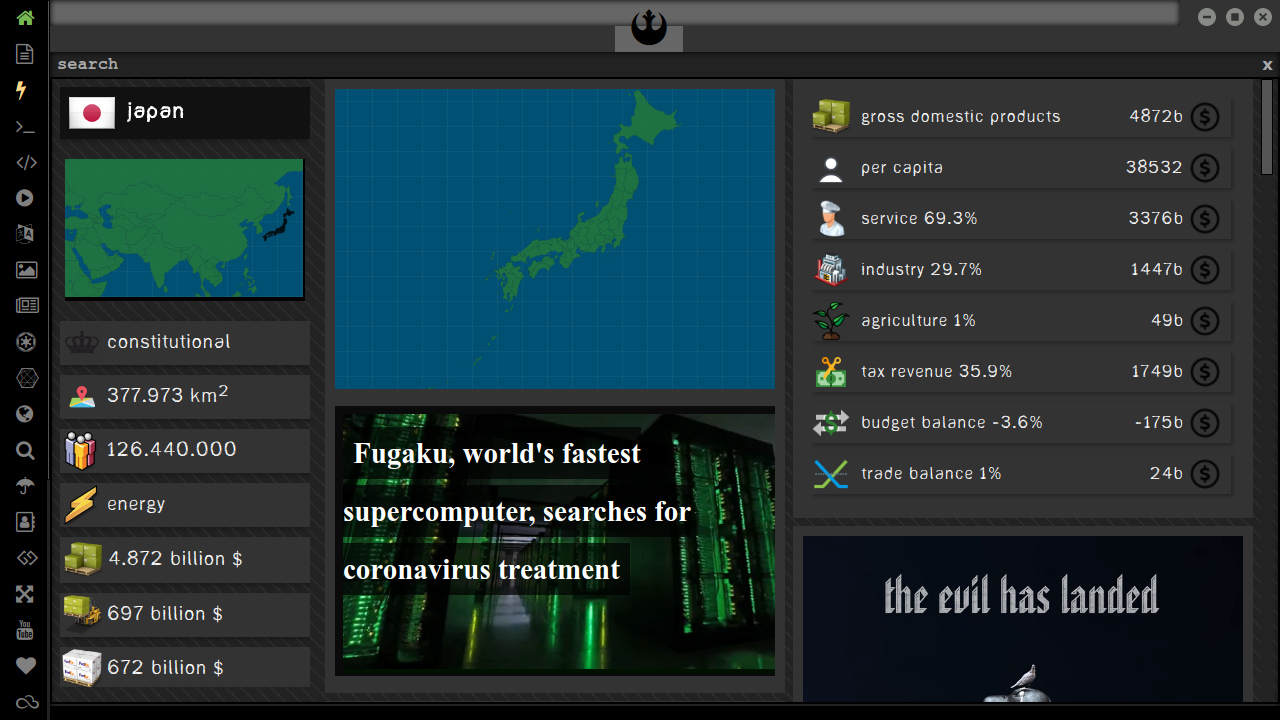 search
x
japan
constitutional
377.973 km²
126.440.000
energy
4.872 billion $
697 billion $
672 billion $
Fugaku, world's fastest
supercomputer, searches for
coronavirus treatment
gross domestic products 4872b
per capita 38532
service 69.3% 3376b
industry 29.7% 1447b
agriculture 1% 49b
tax revenue 35.9% 1749b
budget balance -3.6% -175b
trade balance 1% 24b
the evil has landed
You
Tube